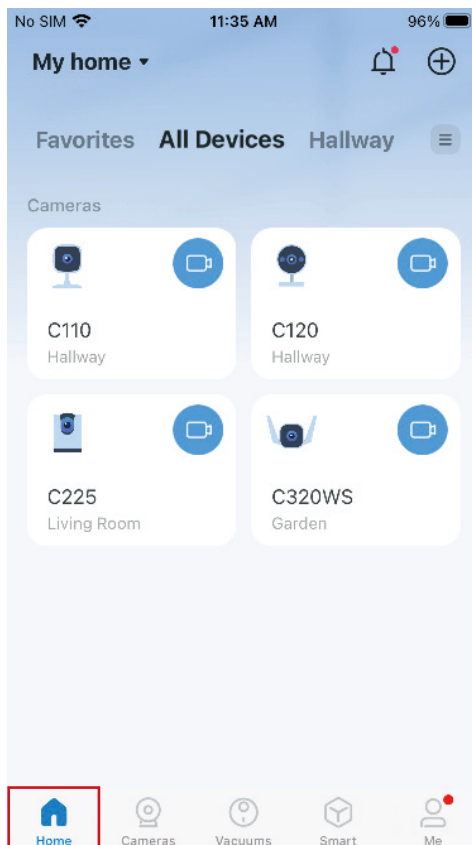 No SIM 11:35 AM 96%
My home
Favorites All Devices Hallway
Cameras
C110
Hallway
C120
Hallway
C225
Living Room
C320WS
Garden
Home Cameras Vacuums Smart Me